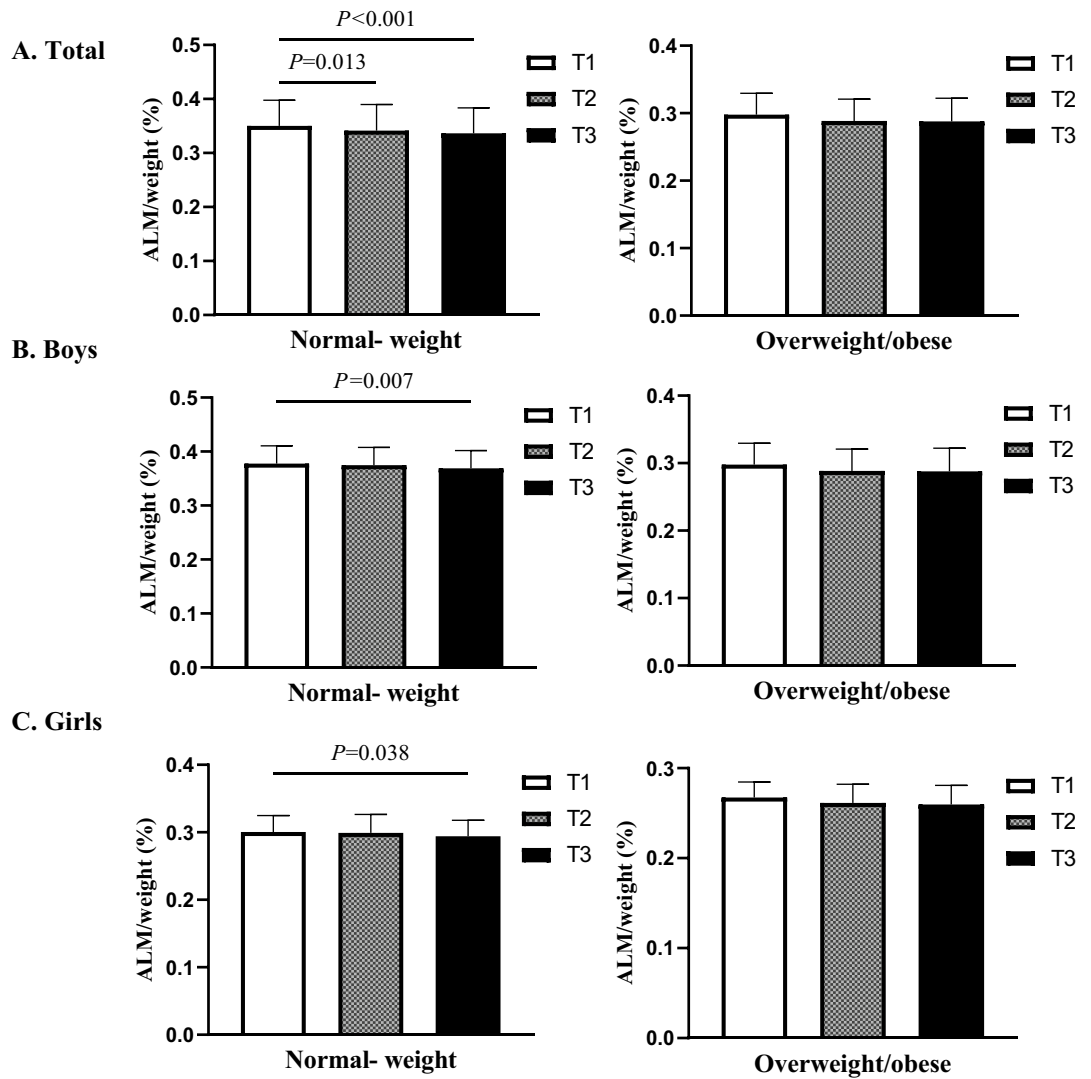 A. Total
P<0.001
P=0.013
ALM/weight (%)
0.5
0.4
0.3
0.2
0.1
0.0
Normal- weight
T1
T2
T3
ALM/weight (%)
0.4
0.3
0.2
0.1
0.0
Overweight/obese
T1
T2
T3
B. Boys
P=0.007
ALM/weight (%)
0.5
0.4
0.3
0.2
0.1
0.0
Normal- weight
T1
T2
T3
ALM/weight (%)
0.4
0.3
0.2
0.1
0.0
Overweight/obese
T1
T2
T3
C. Girls
P=0.038
ALM/weight (%)
0.4
0.3
0.2
0.1
0.0
Normal- weight
T1
T2
T3
ALM/weight (%)
0.3
0.2
0.1
0.0
Overweight/obese
T1
T2
T3